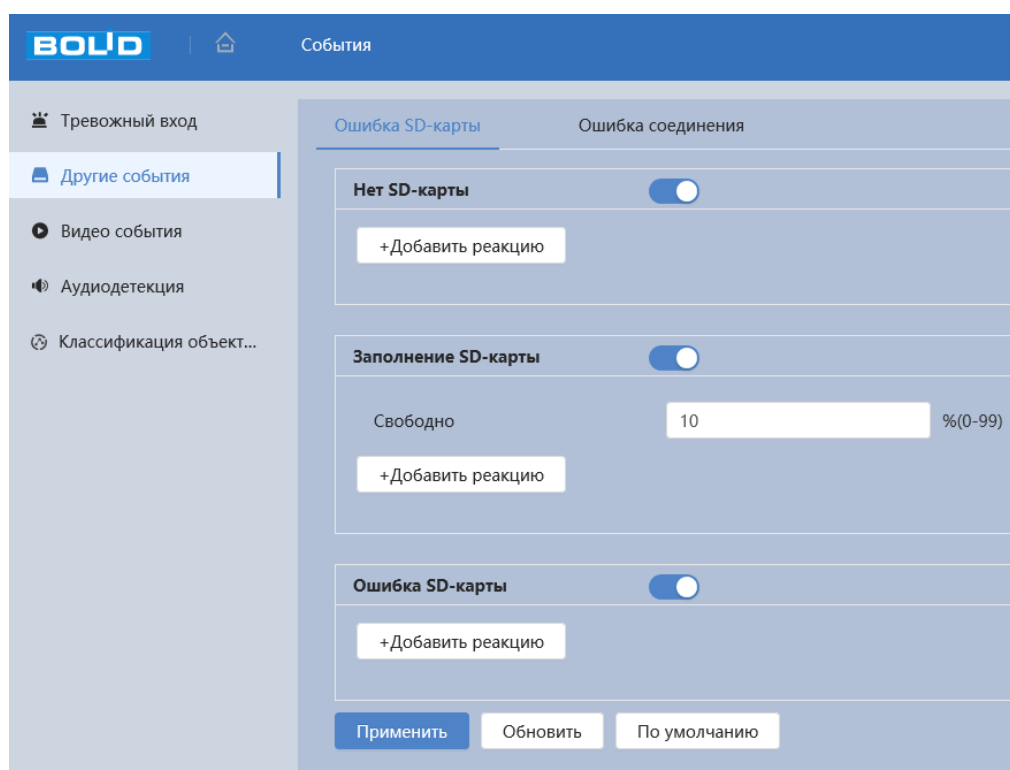 BOLID
События
Тревожный вход
Другие события
Видео события
Аудиодетекция
Классификация объект...
Ошибка SD-карты Ошибка соединения
Нет SD-карты
+Добавить реакцию
Заполнение SD-карты
Свободно 10 %(0-99)
+Добавить реакцию
Ошибка SD-карты
+Добавить реакцию
Применить Обновить По умолчанию